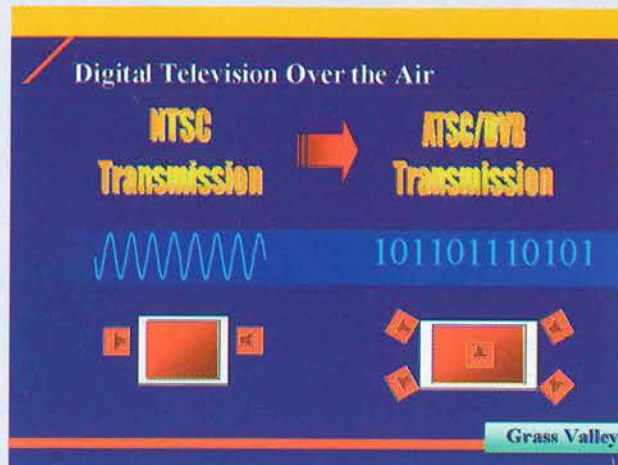 Digital Television Over the Air
NTSC
Transmission
ATSC/DVB
Transmission
101101110101
Grass Valley